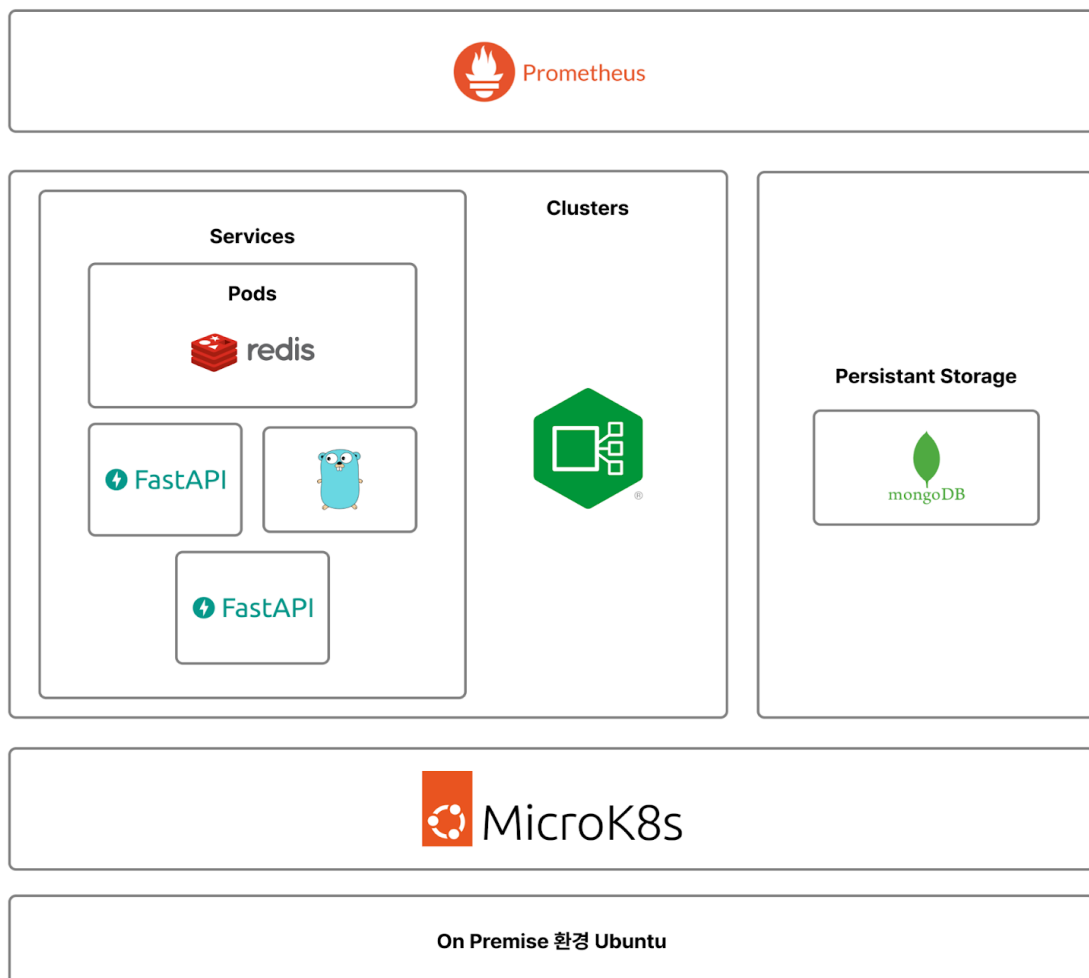 Prometheus
Clusters
Services
Pods
redis
Persistant Storage
FastAPI
mongoDB
®
FastAPI
MicroK8s
On Premise 환경 Ubuntu